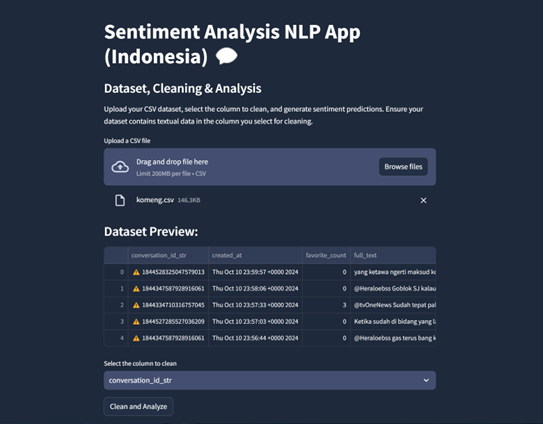 Sentiment Analysis NLP App
(Indonesia)
Dataset, Cleaning & Analysis
Upload your CSV dataset, select the column to clean, and generate sentiment predictions. Ensure your
dataset contains textual data in the column you select for cleaning.
Upload a CSV file
Drag and drop file here
Limit 200MB per file • CSV
Browse files
komeng.csv 146.3KB
Dataset Preview:
conversation_id_str created_at favorite_count full_text
0 1844528325047579013 Thu Oct 10 23:59:57 +0000 2024 0 yang ketawa ngerti maksud k
1 1844347587928916061 Thu Oct 10 23:58:06 +0000 2024 0 @Heraloebss Goblok SJ kalau
2 1844334710316757045 Thu Oct 10 23:57:33 +0000 2024 3 @tvOneNews Sudah tepat pal
3 1844527285527036209 Thu Oct 10 23:57:03 +0000 2024 0 Ketika sudah di bidang yang la
4 1844347587928916061 Thu Oct 10 23:56:44 +0000 2024 0 @Heraloebss gas terus bang k
Select the column to clean
conversation_id_str
Clean and Analyze